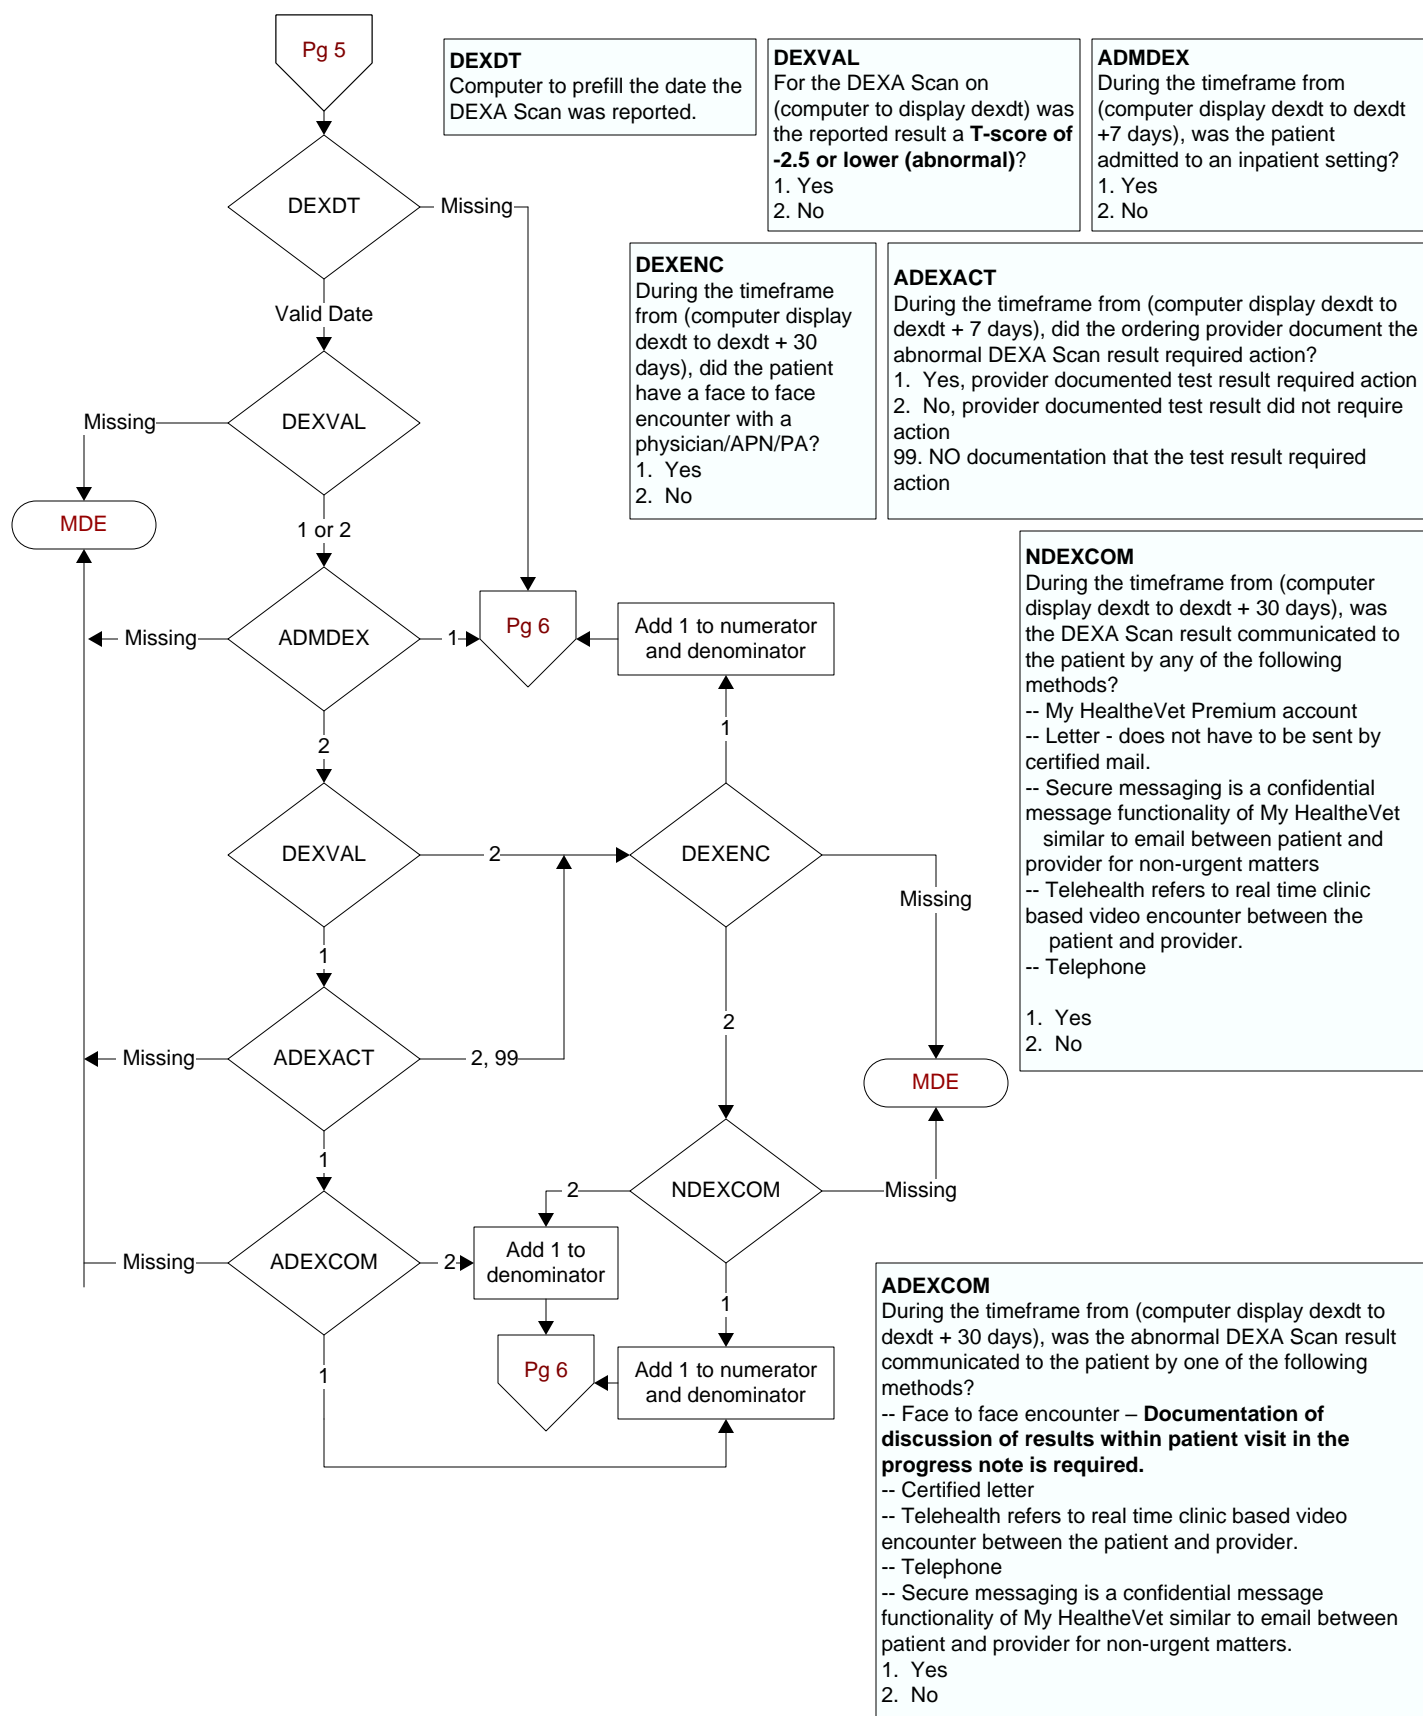 Pg 5
DEXDT
Computer to prefill the date the
DEXA Scan was reported.
DEXVAL
For the DEXA Scan on
(computer to display dexdt) was
the reported result a T-score of
-2.5 or lower (abnormal)?
1. Yes
2. No
ADMDEX
During the timeframe from
(computer display dexdt to dexdt
+7 days), was the patient
admitted to an inpatient setting?
1. Yes
2. No
DEXDT
Missing
Valid Date
DEXENC
During the timeframe
from (computer display
dexdt to dexdt + 30
days), did the patient
have a face to face
encounter with a
physician/APN/PA?
1. Yes
2. No
ADEXACT
During the timeframe from (computer display dexdt to
dexdt + 7 days), did the ordering provider document the
abnormal DEXA Scan result required action?
1. Yes, provider documented test result required action
2. No, provider documented test result did not require
action
99. NO documentation that the test result required
action
DEXVAL
Missing
MDE
1 or 2
NDEXCOM
During the timeframe from (computer
display dexdt to dexdt + 30 days), was
the DEXA Scan result communicated to
the patient by any of the following
methods?
-- My HealtheVet Premium account
-- Letter - does not have to be sent by
certified mail.
-- Secure messaging is a confidential
message functionality of My HealtheVet
similar to email between patient and
provider for non-urgent matters
-- Telehealth refers to real time clinic
based video encounter between the
patient and provider.
-- Telephone
1. Yes
2. No
Missing
ADMDEX
1
Pg 6
Add 1 to numerator
and denominator
2
1
DEXVAL
2
DEXENC
Missing
1
2
Missing
ADEXACT
2, 99
MDE
1
NDEXCOM
2
Missing
Missing
ADEXCOM
2
Add 1 to
denominator
1
1
Pg 6
Add 1 to numerator
and denominator
ADEXCOM
During the timeframe from (computer display dexdt to
dexdt + 30 days), was the abnormal DEXA Scan result
communicated to the patient by one of the following
methods?
-- Face to face encounter – Documentation of
discussion of results within patient visit in the
progress note is required.
-- Certified letter
-- Telehealth refers to real time clinic based video
encounter between the patient and provider.
-- Telephone
-- Secure messaging is a confidential message
functionality of My HealtheVet similar to email between
patient and provider for non-urgent matters.
1. Yes
2. No